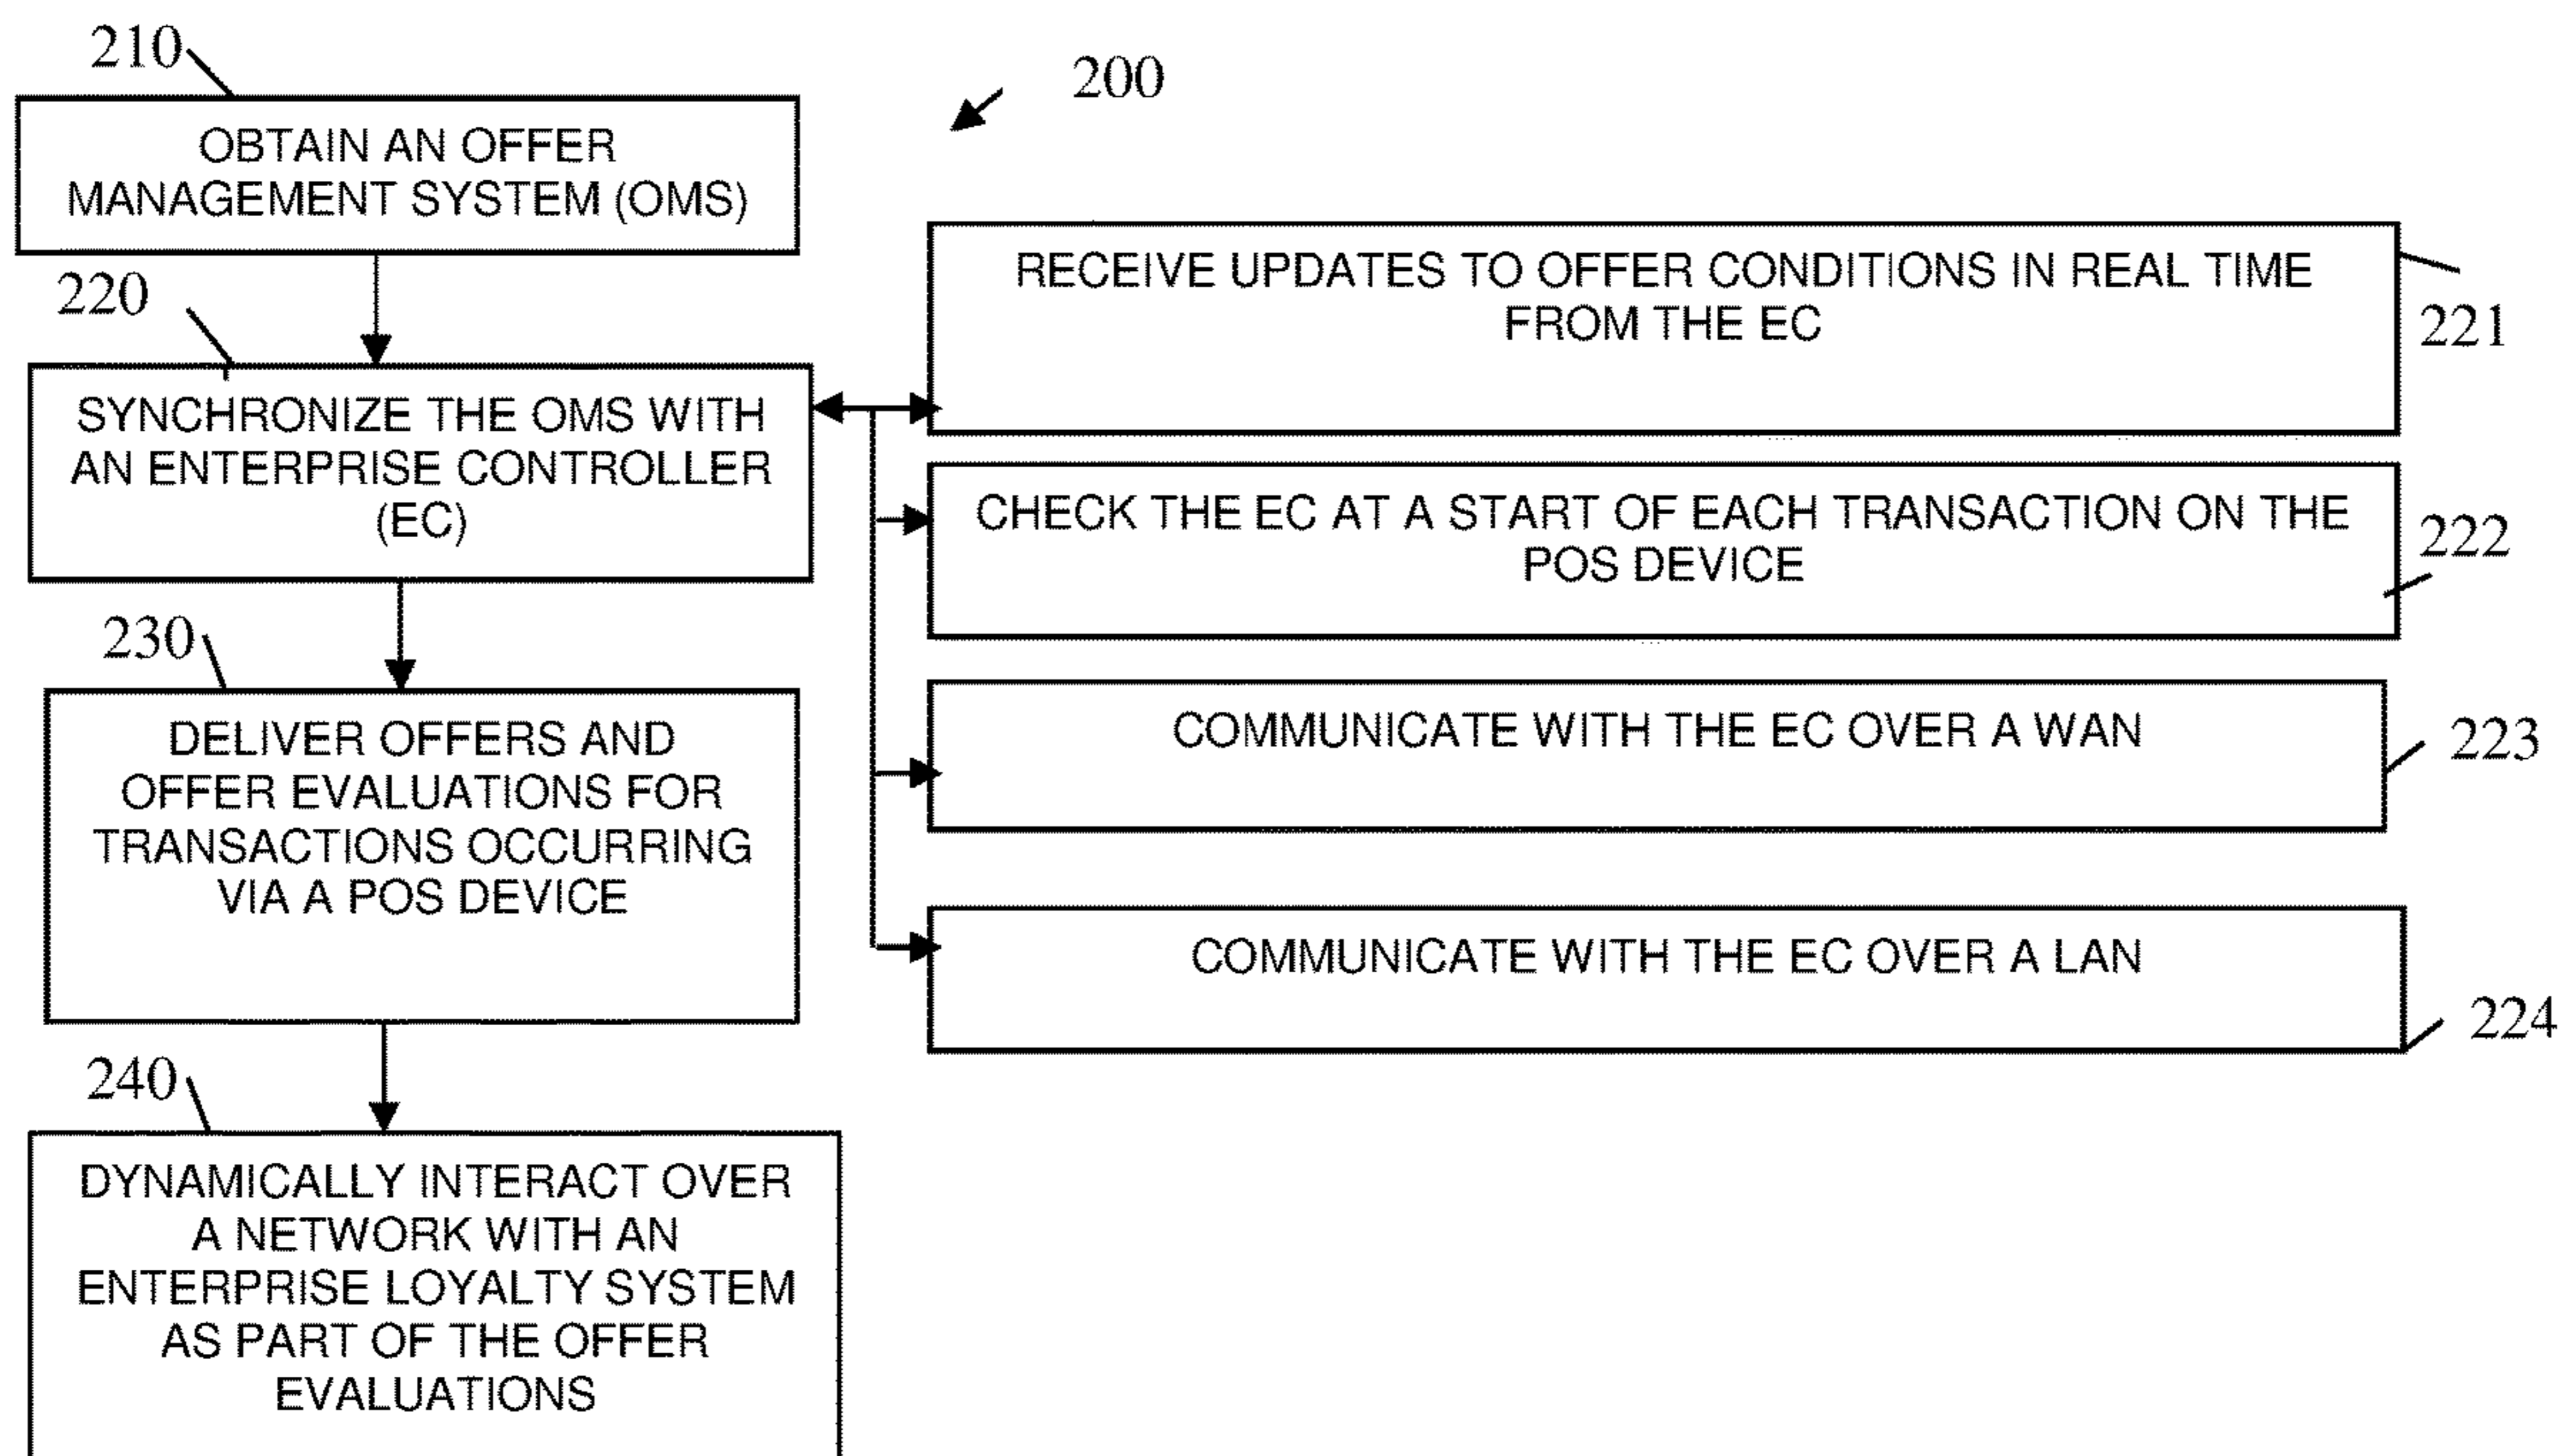 210
200
OBTAIN AN OFFER
MANAGEMENT SYSTEM (OMS)
220
SYNCHRONIZE THE OMS WITH
AN ENTERPRISE CONTROLLER
(EC)
RECEIVE UPDATES TO OFFER CONDITIONS IN REAL TIME
FROM THE EC
221
CHECK THE EC AT A START OF EACH TRANSACTION ON THE
POS DEVICE
222
COMMUNICATE WITH THE EC OVER A WAN
223
COMMUNICATE WITH THE EC OVER A LAN
224
230
DELIVER OFFERS AND
OFFER EVALUATIONS FOR
TRANSACTIONS OCCURRING
VIA A POS DEVICE
240
DYNAMICALLY INTERACT OVER
A NETWORK WITH AN
ENTERPRISE LOYALTY SYSTEM
AS PART OF THE OFFER
EVALUATIONS